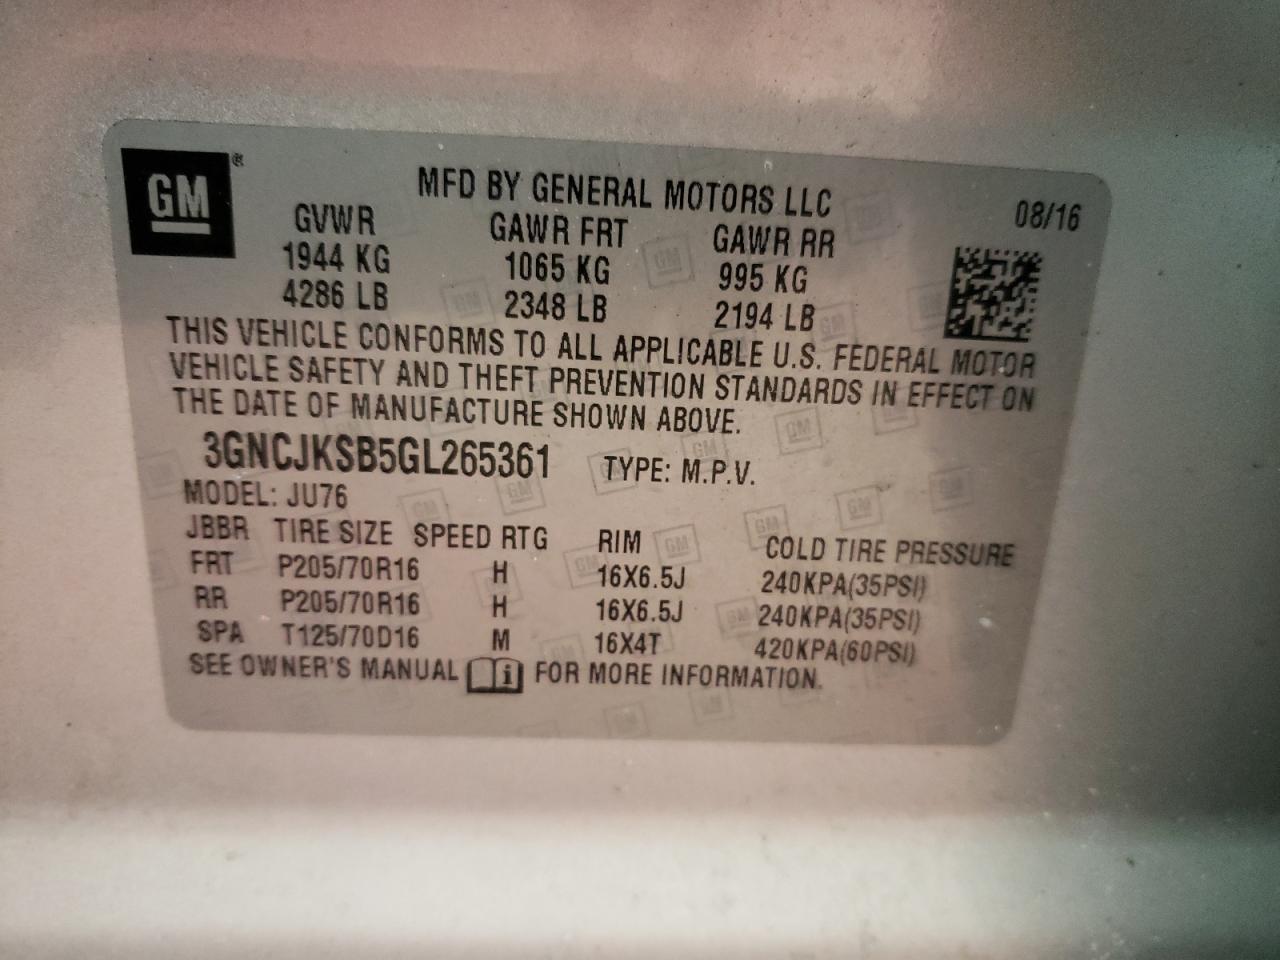 GM®
MFD BY GENERAL MOTORS LLC
08/16
GVWR GAWR FRT GAWR RR
1944 KG 1065 KG 995 KG
4286 LB 2348 LB 2194 LB
THIS VEHICLE CONFORMS TO ALL APPLICABLE U.S. FEDERAL MOTOR
VEHICLE SAFETY AND THEFT PREVENTION STANDARDS IN EFFECT ON
THE DATE OF MANUFACTURE SHOWN ABOVE.
3GNCJKSB5GL265361 TYPE: M.P.V.
MODEL: JU76
JBBR TIRE SIZE SPEED RTG RIM COLD TIRE PRESSURE
FRT P205/70R16 H 16X6.5J 240KPA(35PSI)
RR P205/70R16 H 16X6.5J 240KPA(35PSI)
SPA T125/70D16 M 16X4T 420KPA(60PSI)
SEE OWNER'S MANUAL FOR MORE INFORMATION.